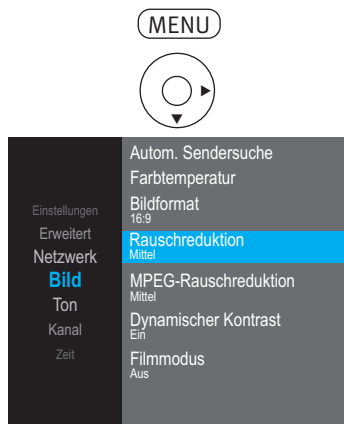 MENU
Einstellungen
Erweitert
Netzwerk
Bild
Ton
Kanal
Zeit
Autom. Sendersuche
Farbtemperatur
Bildformat
16:9
Rauschreduktion
Mittel
MPEG-Rauschreduktion
Mittel
Dynamischer Kontrast
Ein
Filmmodus
Aus